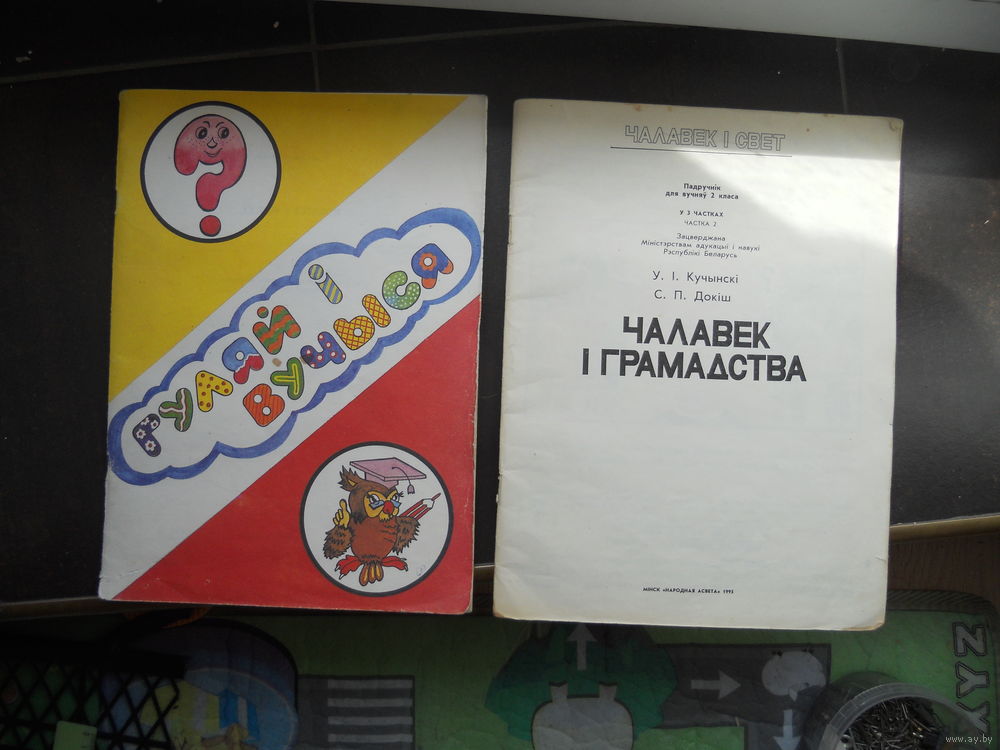 ГУЛЯЙ І
ВУЧЫСЯ
ЧАЛАВЕК І СВЕТ
Падручнік
для вучняў 2 класа
У 3 ЧАСТКАХ
ЧАСТКА 2
Зацверджана
Міністэрствам адукацыі і навукі
Рэспублікі Беларусь
У. І. Кучынскі
С. П. Докіш
ЧАЛАВЕК
І ГРАМАДСТВА
МІНСК «НАРОДНАЯ АСВЕТА» 1995
XYZ
www.ay.by